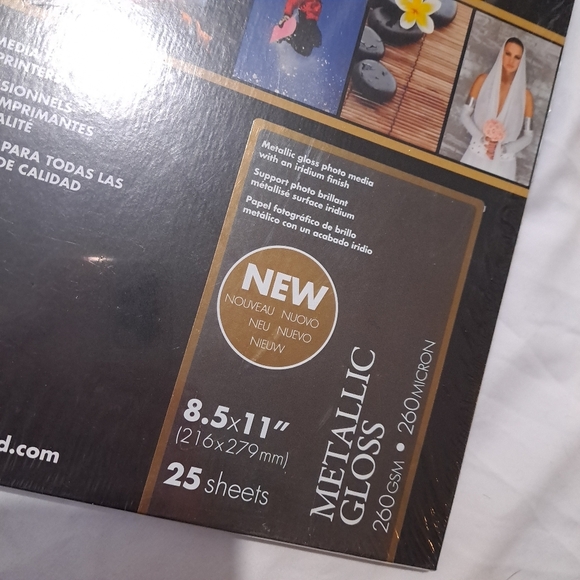 MEDIA
PRINTER
SIONNELS
IMPRIMANTES
ALITÉ
PARA TODAS LAS
DE CALIDAD
Metallic gloss photo media
with an iridium finish
Support photo brillant
métallisé surface iridium
Papel fotográfico de brillo
metálico con un acabado iridio
NEW
NOUVEAU NUOVO
NEU NUEVO
NIEUW
8.5x11"
(216x279mm)
25 sheets
METALLIC
GLOSS
260GSM • 260MICRON
d.com